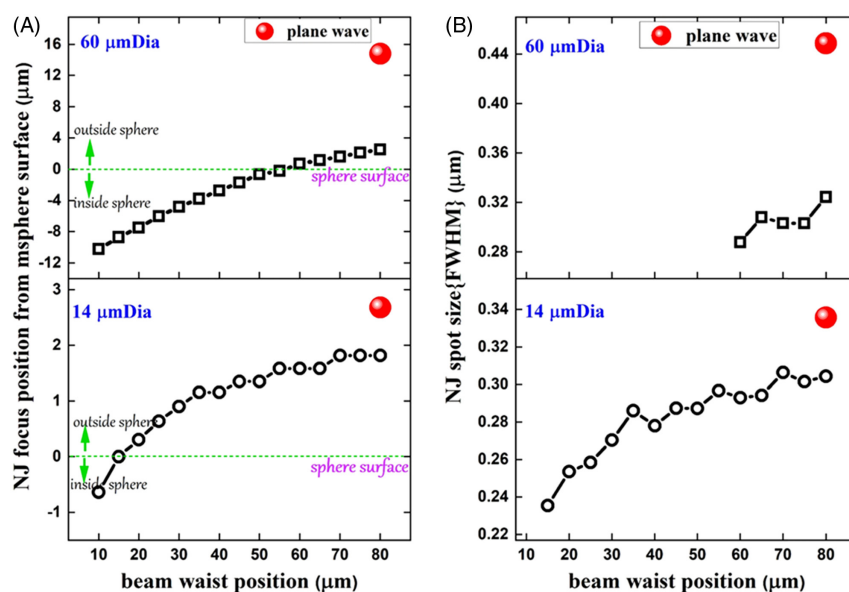 (A)
NJ focus position from msphere surface (μm)
60 μmDia
plane wave
16
12
8
4
0
-4
-8
-12
outside sphere
inside sphere
sphere surface
14 μmDia
3
2
1
0
-1
outside sphere
inside sphere
sphere surface
10 20 30 40 50 60 70 80
beam waist position (μm)
(B)
NJ spot size{FWHM} (μm)
60 μmDia
plane wave
0.44
0.40
0.36
0.32
0.28
14 μmDia
0.34
0.32
0.30
0.28
0.26
0.24
0.22
10 20 30 40 50 60 70 80
beam waist position (μm)